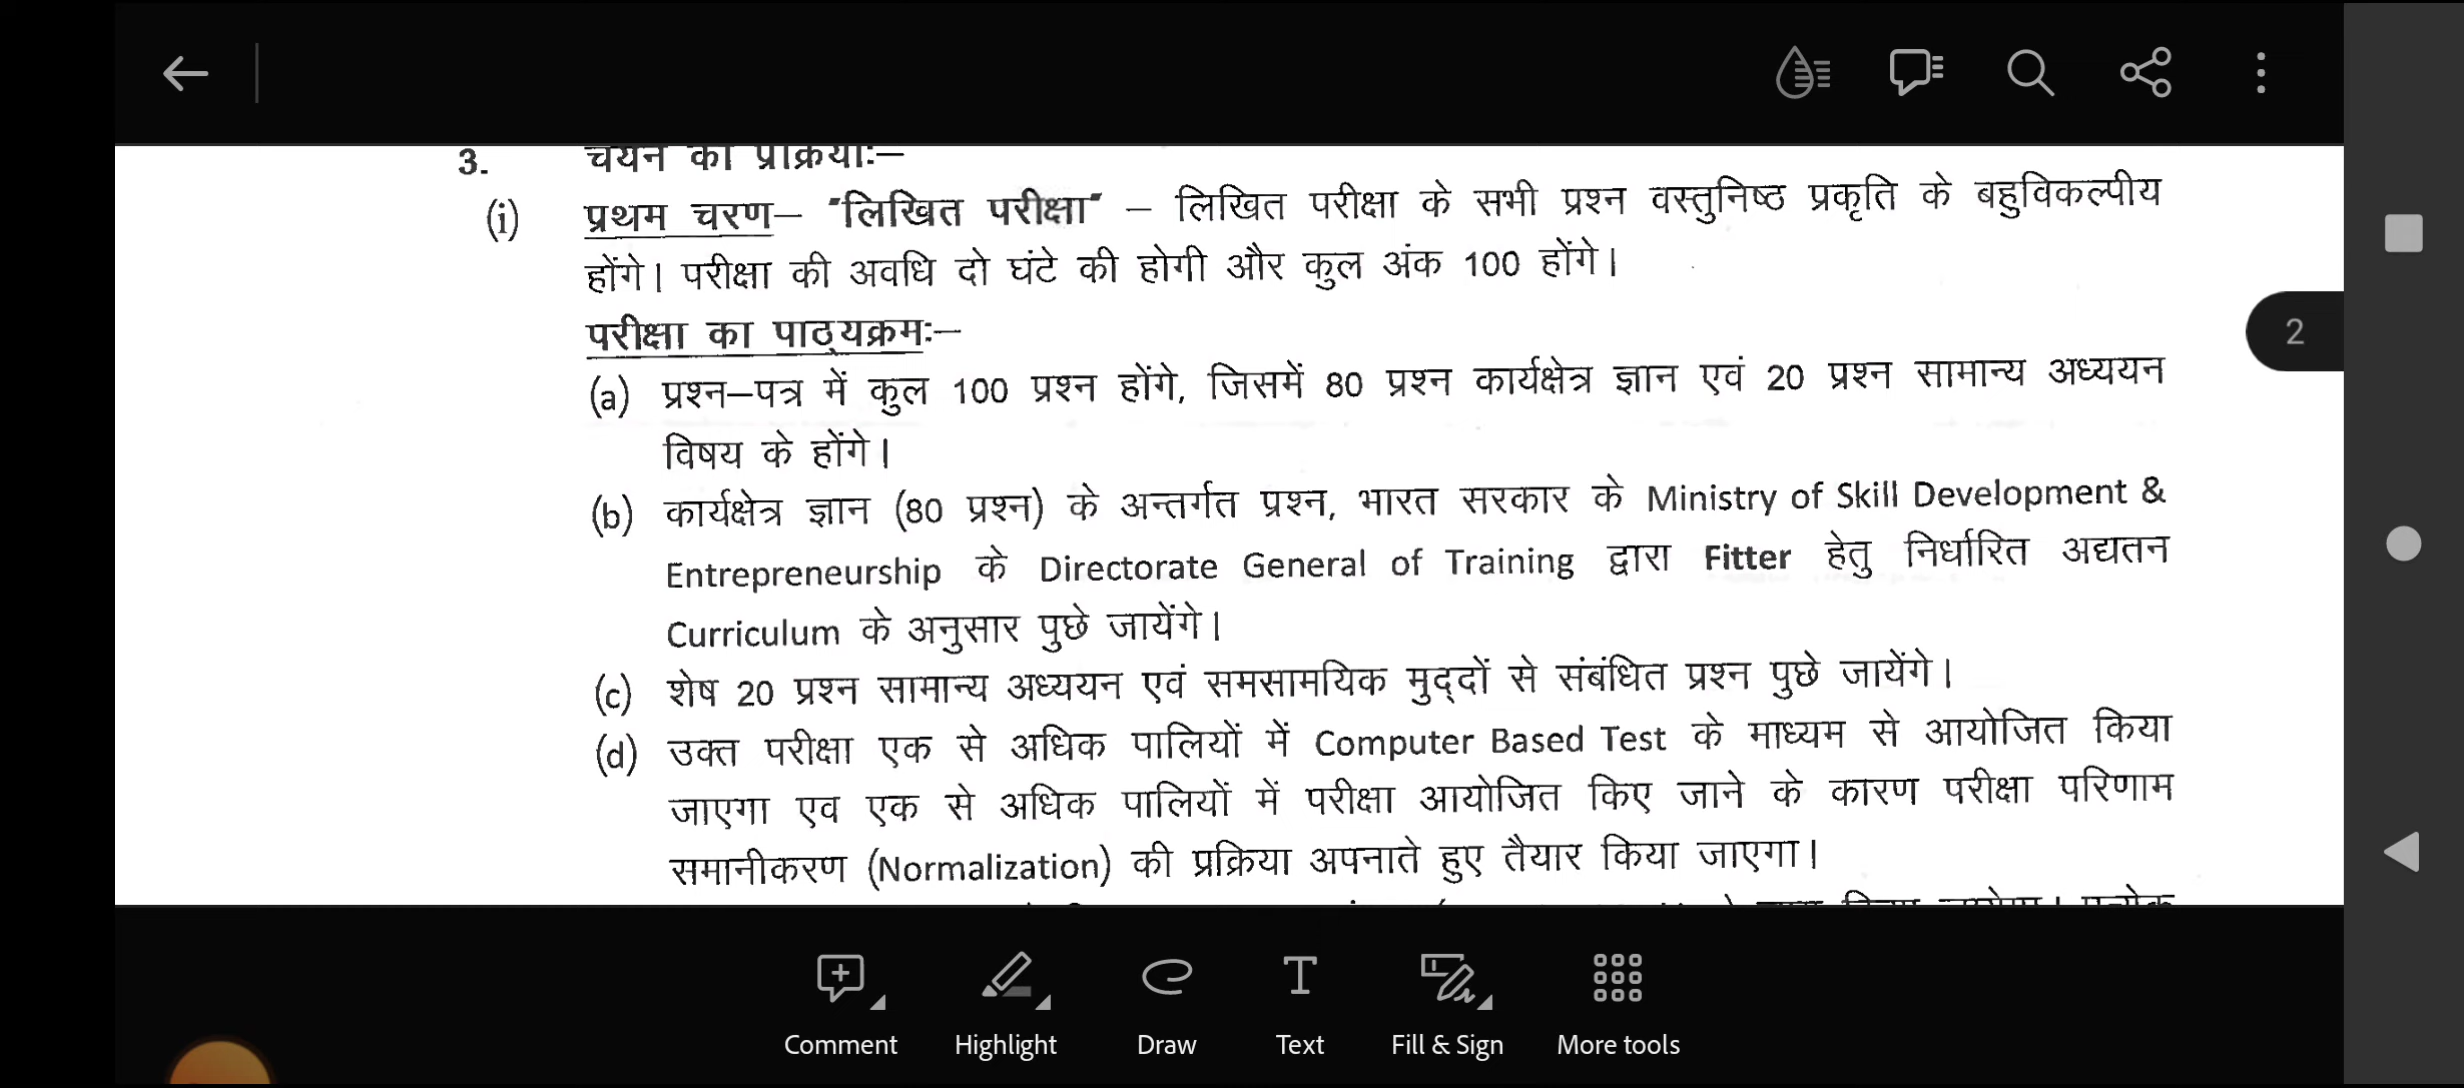 3. चयन की प्रक्रियाः–
(i) प्रथम चरण– "लिखित परीक्षा" – लिखित परीक्षा के सभी प्रश्न वस्तुनिष्ठ प्रकृति के बहुविकल्पीय
होंगे। परीक्षा की अवधि दो घंटे की होगी और कुल अंक 100 होंगे।
परीक्षा का पाठ्यक्रमः–
2
(a) प्रश्न–पत्र में कुल 100 प्रश्न होंगे, जिसमें 80 प्रश्न कार्यक्षेत्र ज्ञान एवं 20 प्रश्न सामान्य अध्ययन
विषय के होंगे।
(b) कार्यक्षेत्र ज्ञान (80 प्रश्न) के अन्तर्गत प्रश्न, भारत सरकार के Ministry of Skill Development &
Entrepreneurship के Directorate General of Training द्वारा Fitter हेतु निर्धारित अद्यतन
Curriculum के अनुसार पुछे जायेंगे।
(c) शेष 20 प्रश्न सामान्य अध्ययन एवं समसामयिक मुद्दों से संबंधित प्रश्न पुछे जायेंगे।
(d) उक्त परीक्षा एक से अधिक पालियों में Computer Based Test के माध्यम से आयोजित किया
जाएगा एव एक से अधिक पालियों में परीक्षा आयोजित किए जाने के कारण परीक्षा परिणाम
समानीकरण (Normalization) की प्रक्रिया अपनाते हुए तैयार किया जाएगा।
Comment Highlight Draw Text Fill & Sign More tools